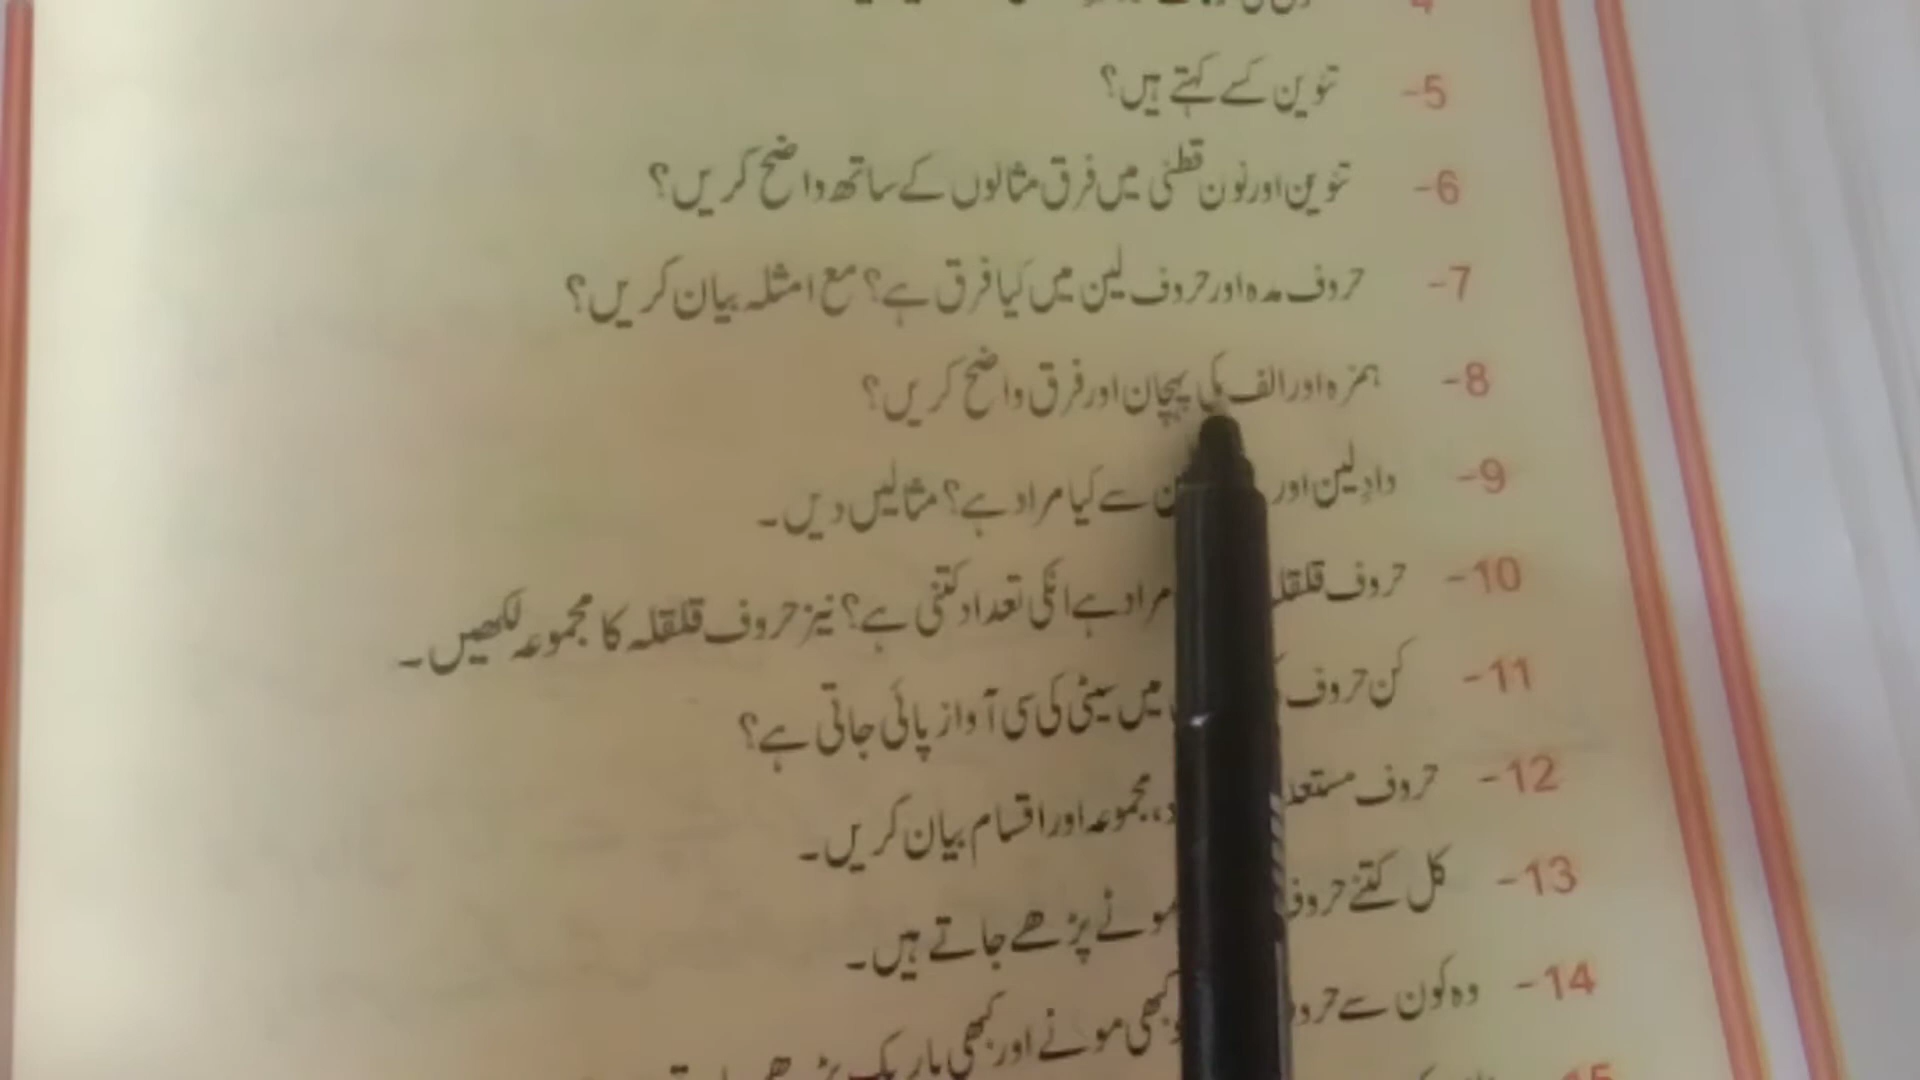 5- تنوین کسے کہتے ہیں؟
6- تنوین اور نون قطنی میں فرق مثالوں کے ساتھ واضح کریں؟
7- حروف مدہ اور حروف لین میں کیا فرق ہے؟ مع امثلہ بیان کریں؟
8- ہمزہ اور الف کی پہچان اور فرق واضح کریں؟
9- واؤ لین اور سے کیا مراد ہے؟ مثالیں دیں۔
10- حروف قلقلہ مراد ہے انکی تعداد کتنی ہے؟ نیز حروف قلقلہ کا مجموعہ لکھیں۔
11- کن حروف میں سیٹی کی سی آواز پائی جاتی ہے؟
12- حروف مجموعہ اور اقسام بیان کریں۔
13- کل کتنے حروف موٹے پڑھے جاتے ہیں۔
14- وہ کون سے کبھی موٹے اور کبھی باریک